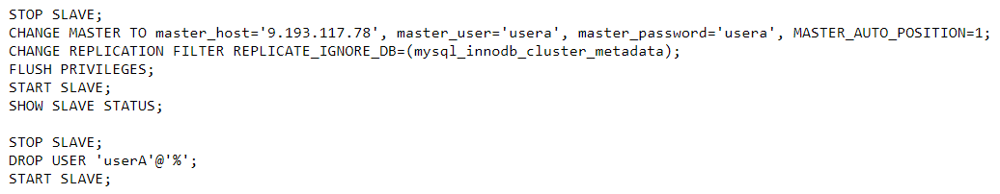 STOP SLAVE;
CHANGE MASTER TO master_host='9.193.117.78', master_user='usera', master_password='usera', MASTER_AUTO_POSITION=1;
CHANGE REPLICATION FILTER REPLICATE_IGNORE_DB=(mysql_innodb_cluster_metadata);
FLUSH PRIVILEGES;
START SLAVE;
SHOW SLAVE STATUS;

STOP SLAVE;
DROP USER 'userA'@'%';
START SLAVE;